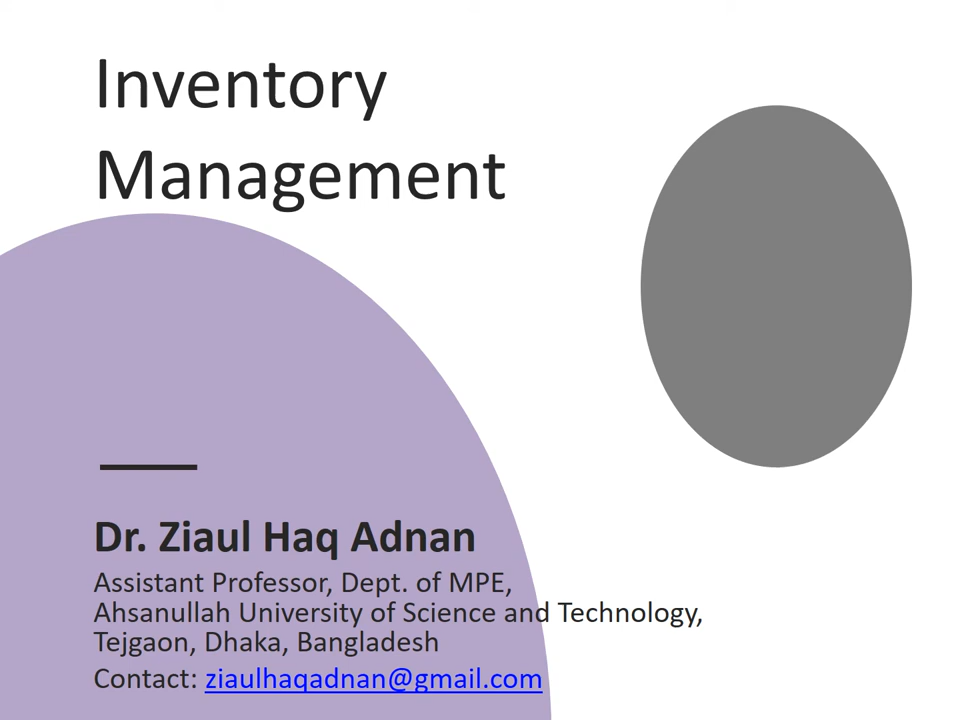 Inventory
Management
Dr. Ziaul Haq Adnan
Assistant Professor, Dept. of MPE,
Ahsanullah University of Science and Technology,
Tejgaon, Dhaka, Bangladesh
Contact: ziaulhaqadnan@gmail.com